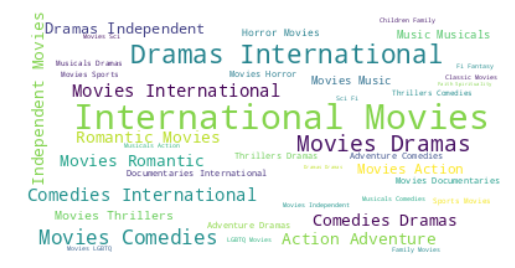 Children Family
Dramas Independent
Independent Movies
Movies Sci
Horror Movies
Music Musicals
Dramas International
Musicals Dramas
Fi Fantasy
Movies Sports
Movies Horror
Movies Music
Classic Movies
Faith Spirituality
Movies International
Thrillers Comedies
Sci Fi
International Movies
Romantic Movies
Movies Dramas
Musicals Action
Movies Romantic
Thrillers Dramas
Adventure Comedies
Dramas Dramas
Movies Action
Documentaries International
Movies Documentaries
Comedies International
Musicals Comedies
Sports Movies
Movies Independent
Movies Thrillers
Comedies Dramas
Adventure Dramas
Movies Comedies
LGBTQ Movies
Action Adventure
Movies LGBTQ
Family Movies